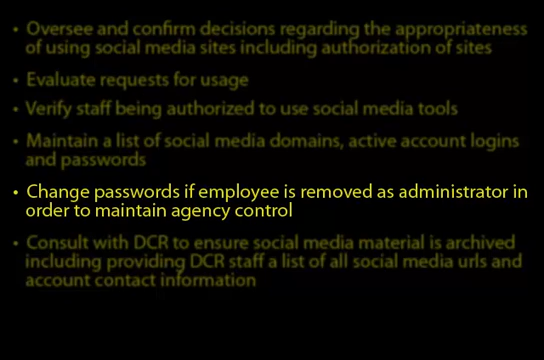 • Oversee and confirm decisions regarding the appropriateness
of using social media sites including authorization of sites
• Evaluate requests for usage
• Verify staff being authorized to use social media tools
• Maintain a list of social media domains, active account logins
and passwords
• Change passwords if employee is removed as administrator in
order to maintain agency control
• Consult with DCR to ensure social media material is archived
including providing DCR staff a list of all social media urls and
account contact information